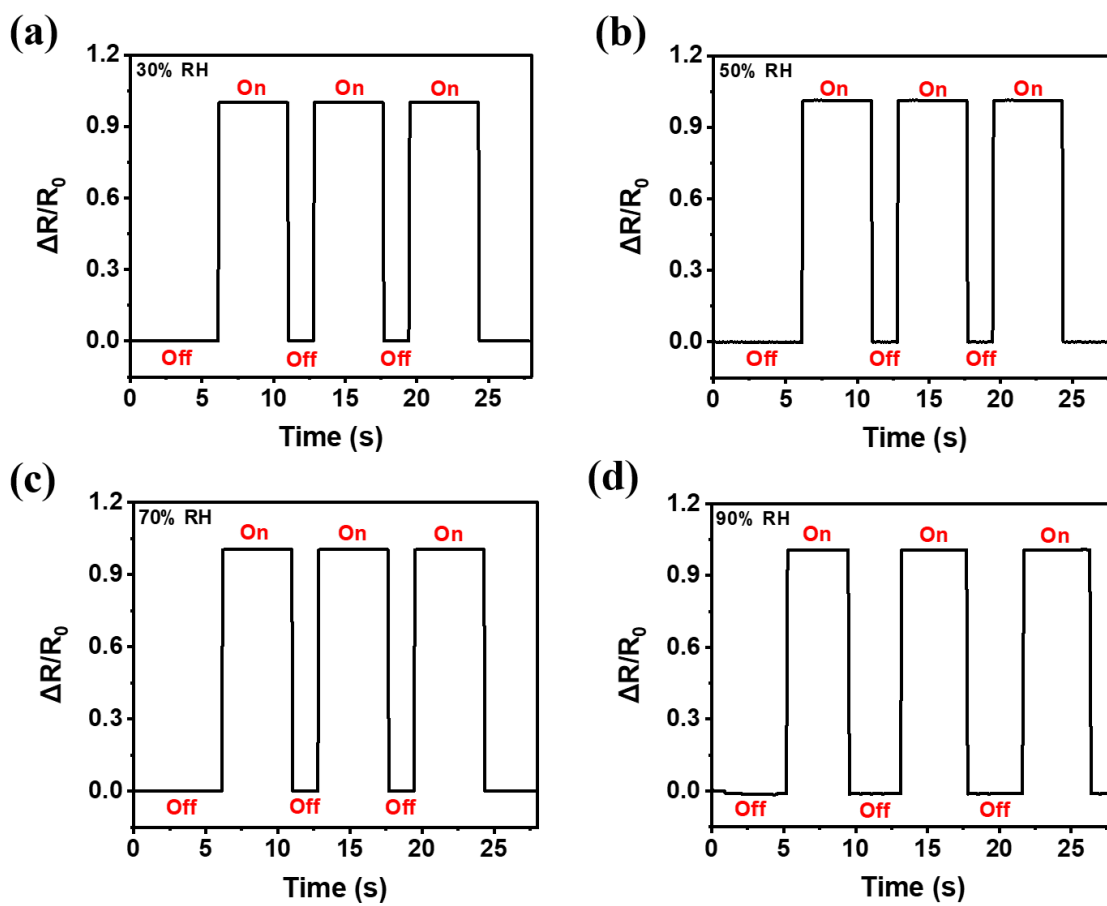 (a)
30% RH
On On On
Off Off Off
1.2
0.9
0.6
0.3
0.0
ΔR/R₀
0 5 10 15 20 25
Time (s)
(b)
50% RH
On On On
Off Off Off
1.2
0.9
0.6
0.3
0.0
ΔR/R₀
0 5 10 15 20 25
Time (s)
(c)
70% RH
On On On
Off Off Off
1.2
0.9
0.6
0.3
0.0
ΔR/R₀
0 5 10 15 20 25
Time (s)
(d)
90% RH
On On On
Off Off Off
1.2
0.9
0.6
0.3
0.0
ΔR/R₀
0 5 10 15 20 25
Time (s)